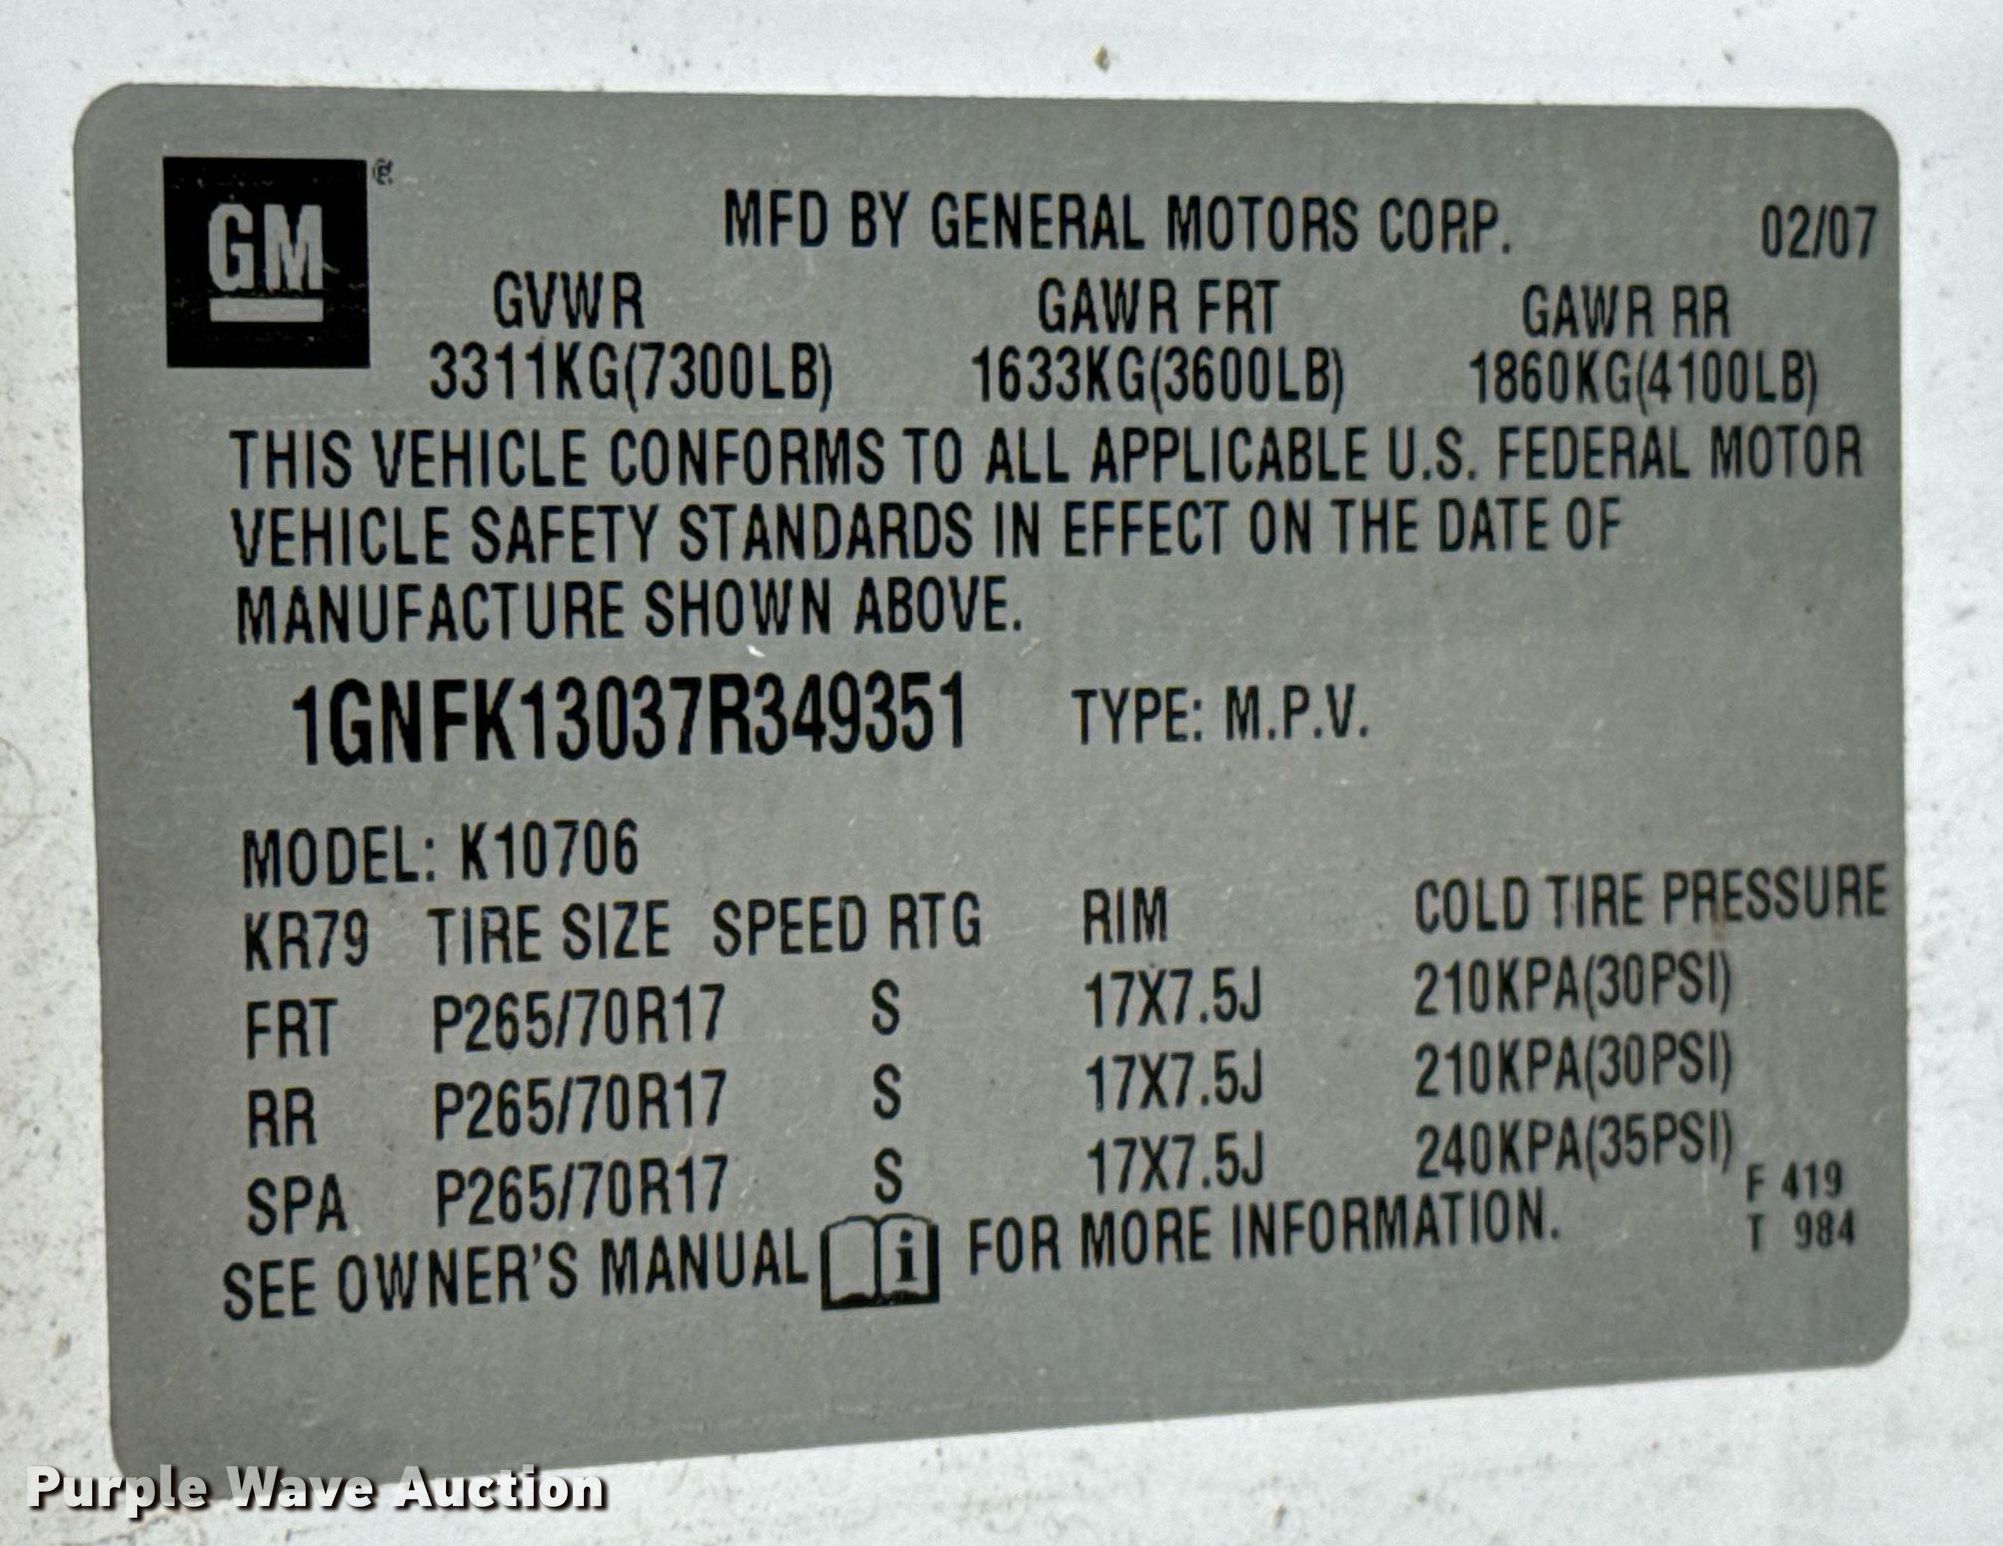 GM
MFD BY GENERAL MOTORS CORP. 02/07
GVWR GAWR FRT GAWR RR
3311KG(7300LB) 1633KG(3600LB) 1860KG(4100LB)
THIS VEHICLE CONFORMS TO ALL APPLICABLE U.S. FEDERAL MOTOR
VEHICLE SAFETY STANDARDS IN EFFECT ON THE DATE OF
MANUFACTURE SHOWN ABOVE.
1GNFK13037R349351 TYPE: M.P.V.
MODEL: K10706
KR79 TIRE SIZE SPEED RTG RIM COLD TIRE PRESSURE
FRT P265/70R17 S 17X7.5J 210KPA(30PSI)
RR P265/70R17 S 17X7.5J 210KPA(30PSI)
SPA P265/70R17 S 17X7.5J 240KPA(35PSI)
F 419
SEE OWNER'S MANUAL i FOR MORE INFORMATION.
T 984
Purple Wave Auction